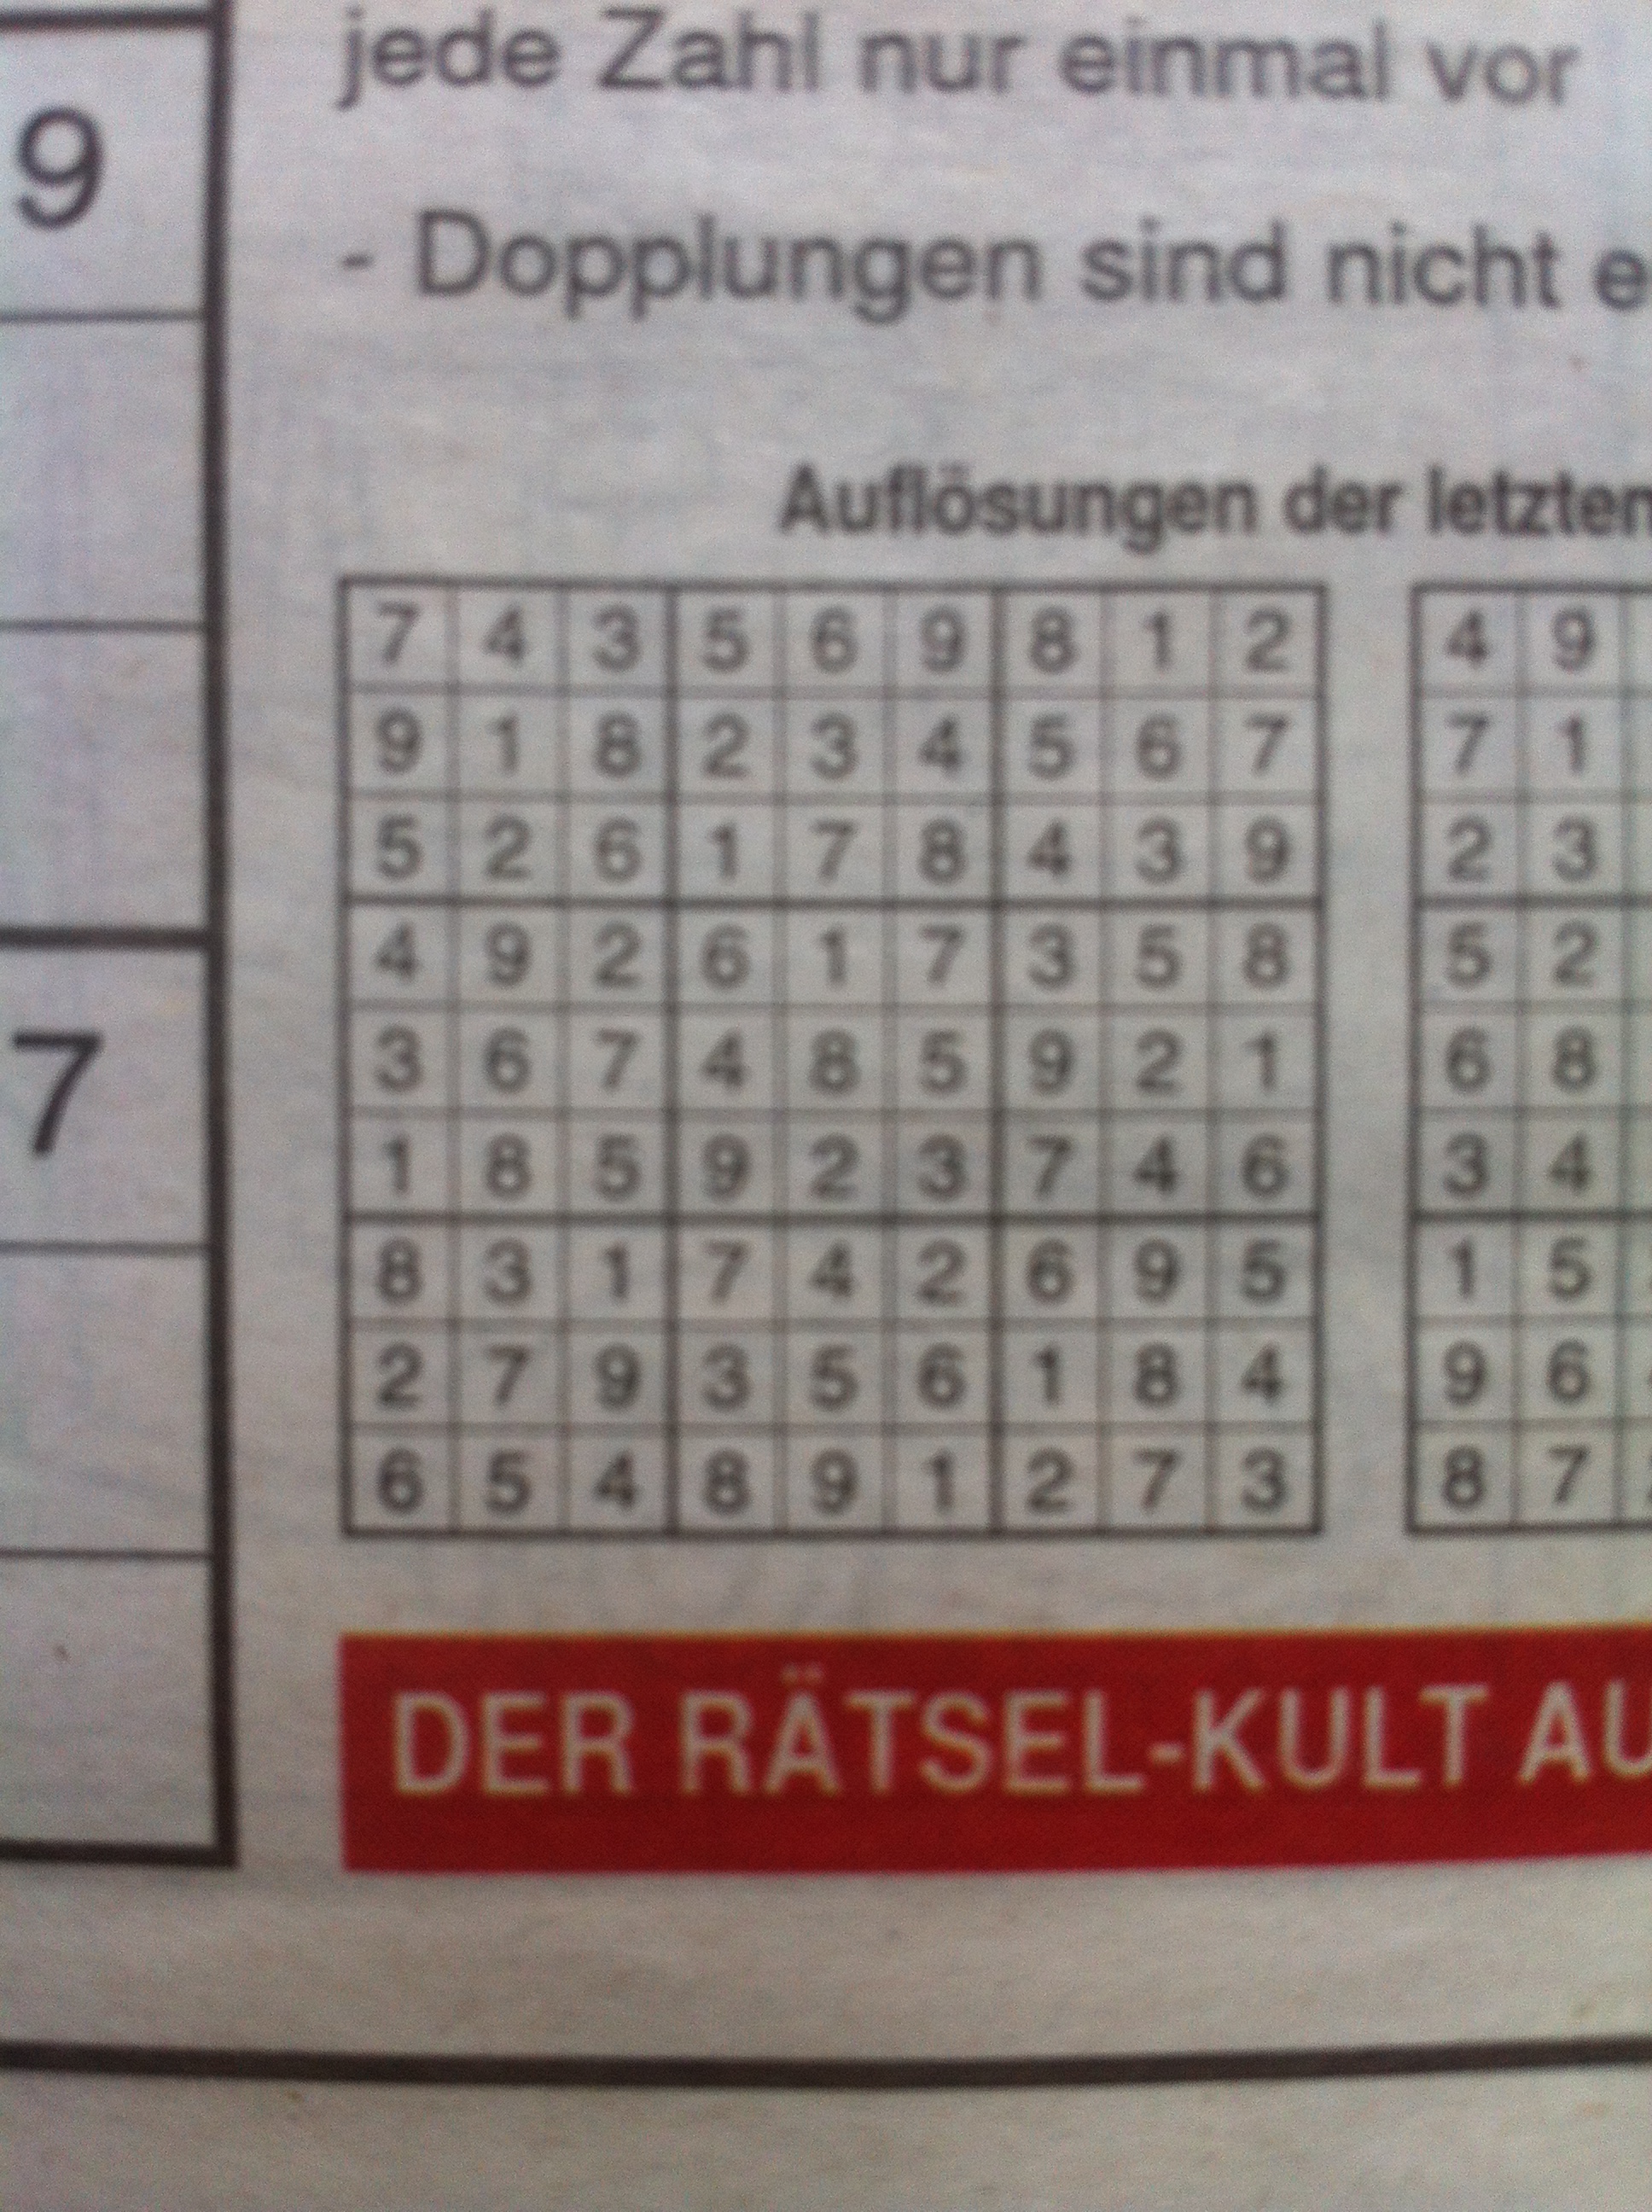 9
7
jede Zahl nur einmal vor
- Dopplungen sind nicht e
Auflösungen der letzten
7 4 3 5 6 9 8 1 2
9 1 8 2 3 4 5 6 7
5 2 6 1 7 8 4 3 9
4 9 2 6 1 7 3 5 8
3 6 7 4 8 5 9 2 1
1 8 5 9 2 3 7 4 6
8 3 1 7 4 2 6 9 5
2 7 9 3 5 6 1 8 4
6 5 4 8 9 1 2 7 3
4 9
7 1
2 3
5 2
6 8
3 4
1 5
9 6
8 7
DER RÄTSEL-KULT AU